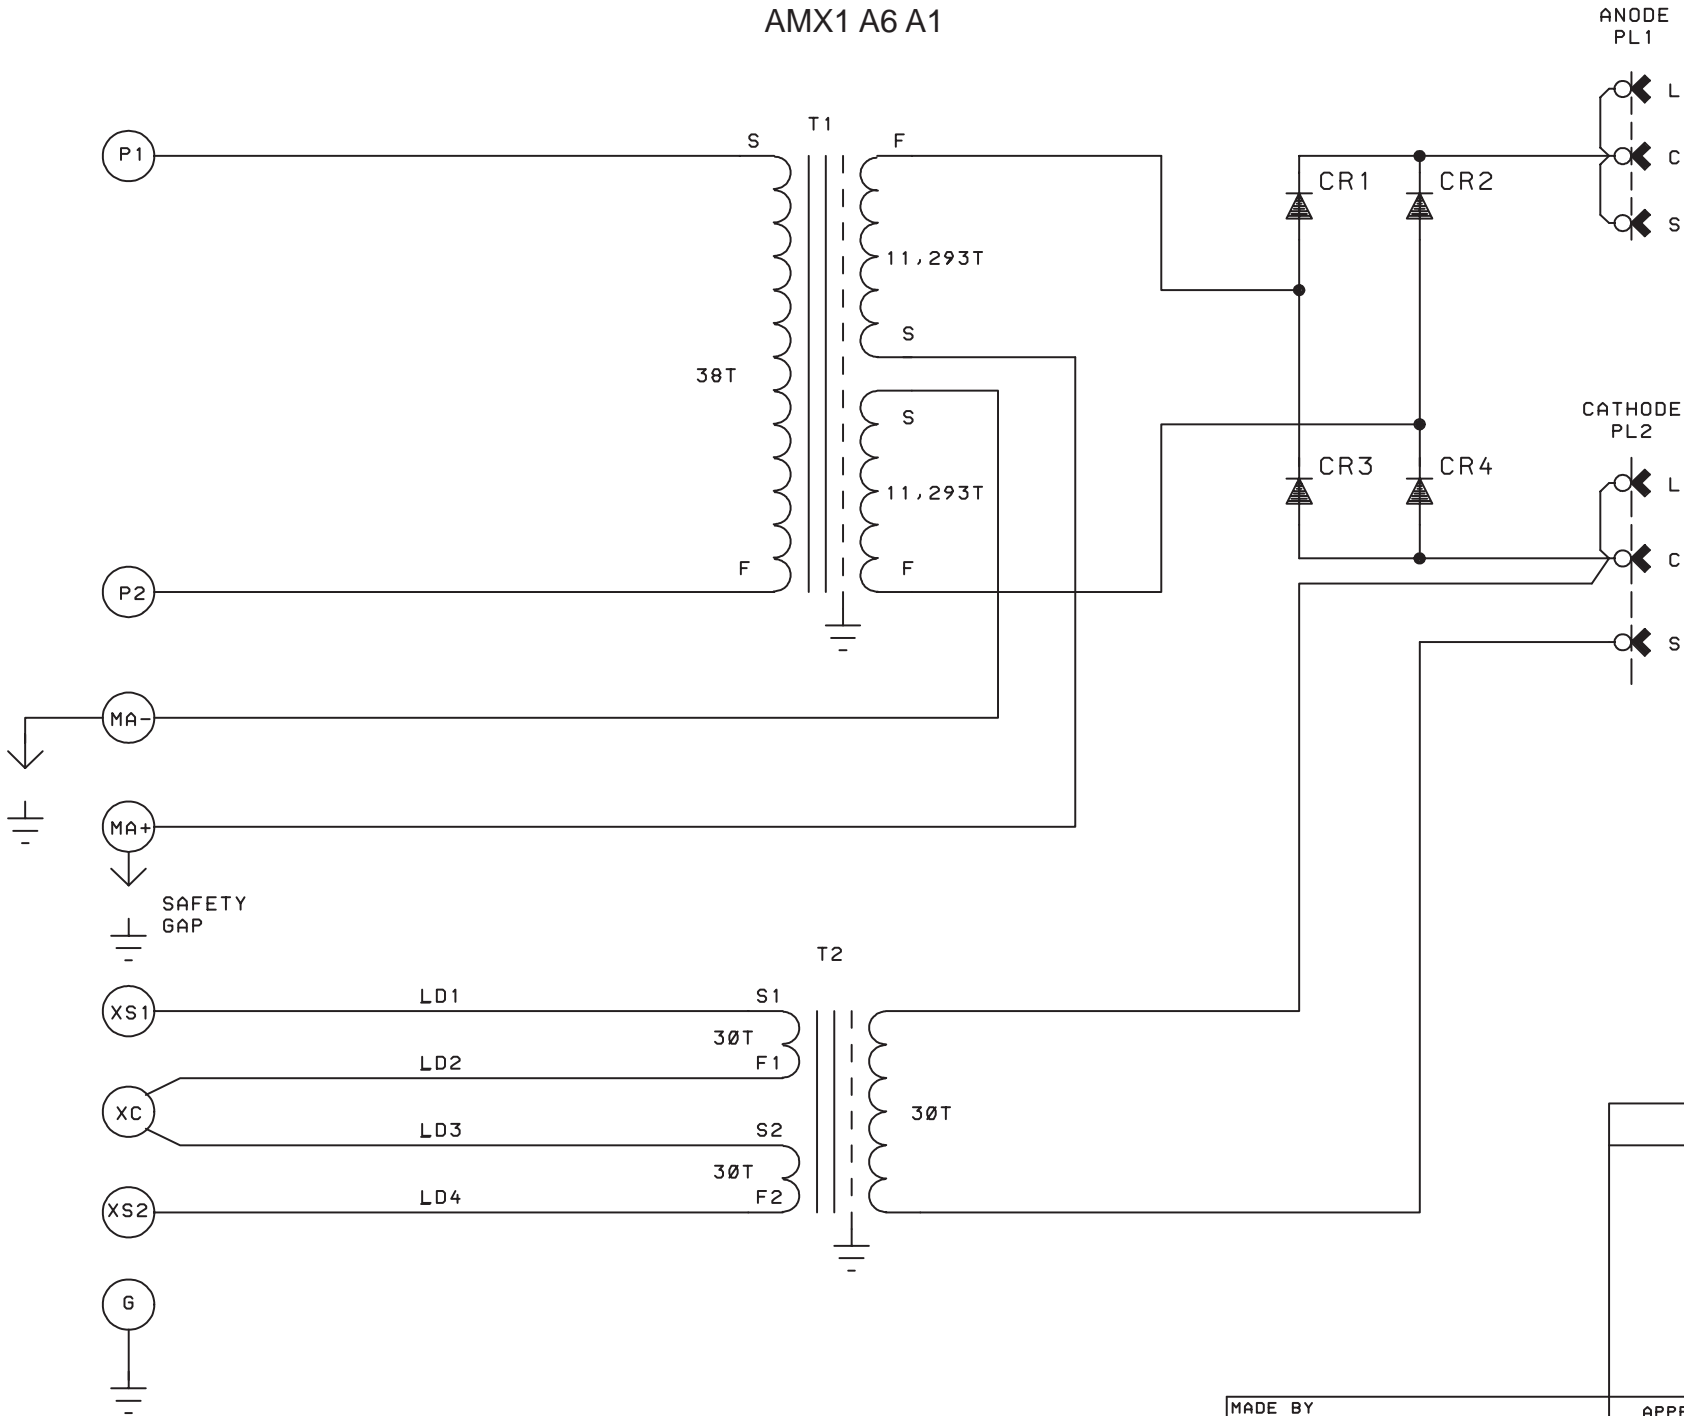 AMX1 A6 A1
ANODE
PL1
L
C
S
P1
S
T1
F
CR1
CR2
11,293T
S
38T
S
CATHODE
PL2
CR3
CR4
L
11,293T
F
F
C
P2
S
MA-
MA+
SAFETY
GAP
T2
XS1
LD1
S1
30T
LD2
F1
XC
30T
LD3
S2
30T
XS2
LD4
F2
G
MADE BY